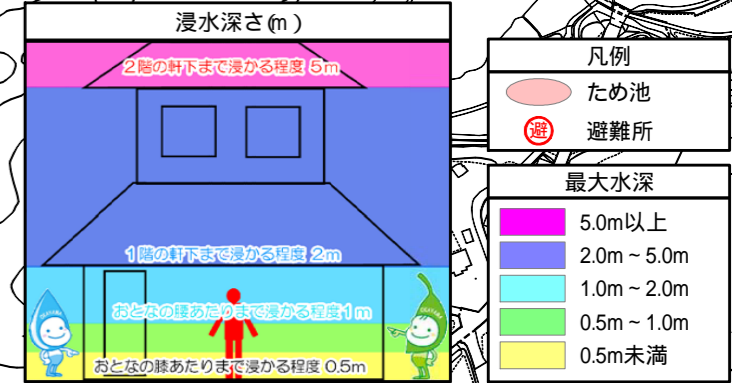 浸水深さ(m)
2階の軒下まで浸かる程度 5m
1階の軒下まで浸かる程度 2m
おとなの腰あたりまで浸かる程度1m
おとなの膝あたりまで浸かる程度 0.5m
凡例
ため池
避 避難所
最大水深
5.0m以上
2.0m～5.0m
1.0m～2.0m
0.5m～1.0m
0.5m未満